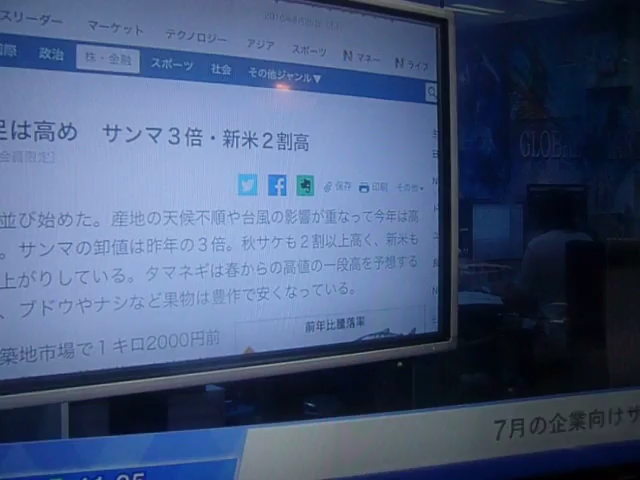 スリーダー マーケット テクノロジー アジア スポーツ Nマネー Nライフ
国際 政治 株・金融 スポーツ 社会 その他ジャンル▼
足は高め サンマ3倍・新米2割高
会員限定]
保存 印刷 その他
並び始めた。産地の天候不順や台風の影響が重なって今年は高
。サンマの卸値は昨年の3倍。秋サケも2割以上高く、新米も
上がりしている。タマネギは春からの高値の一段高を予想する
、ブドウやナシなど果物は豊作で安くなっている。
前年比騰落率
築地市場で1キロ2000円前
7月の企業向けサ